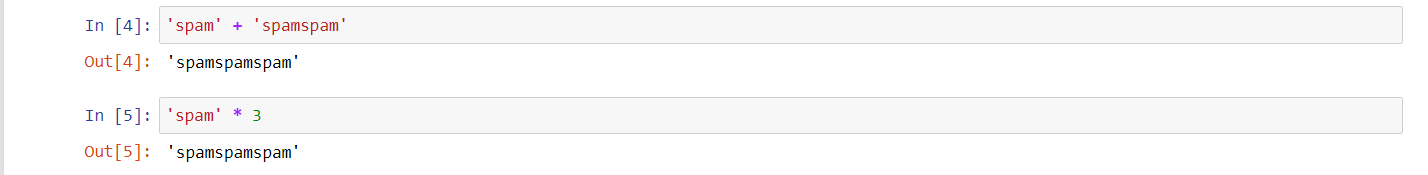 In [4]: 'spam' + 'spamspam'
Out[4]: 'spamspamspam'
In [5]: 'spam' * 3
Out[5]: 'spamspamspam'